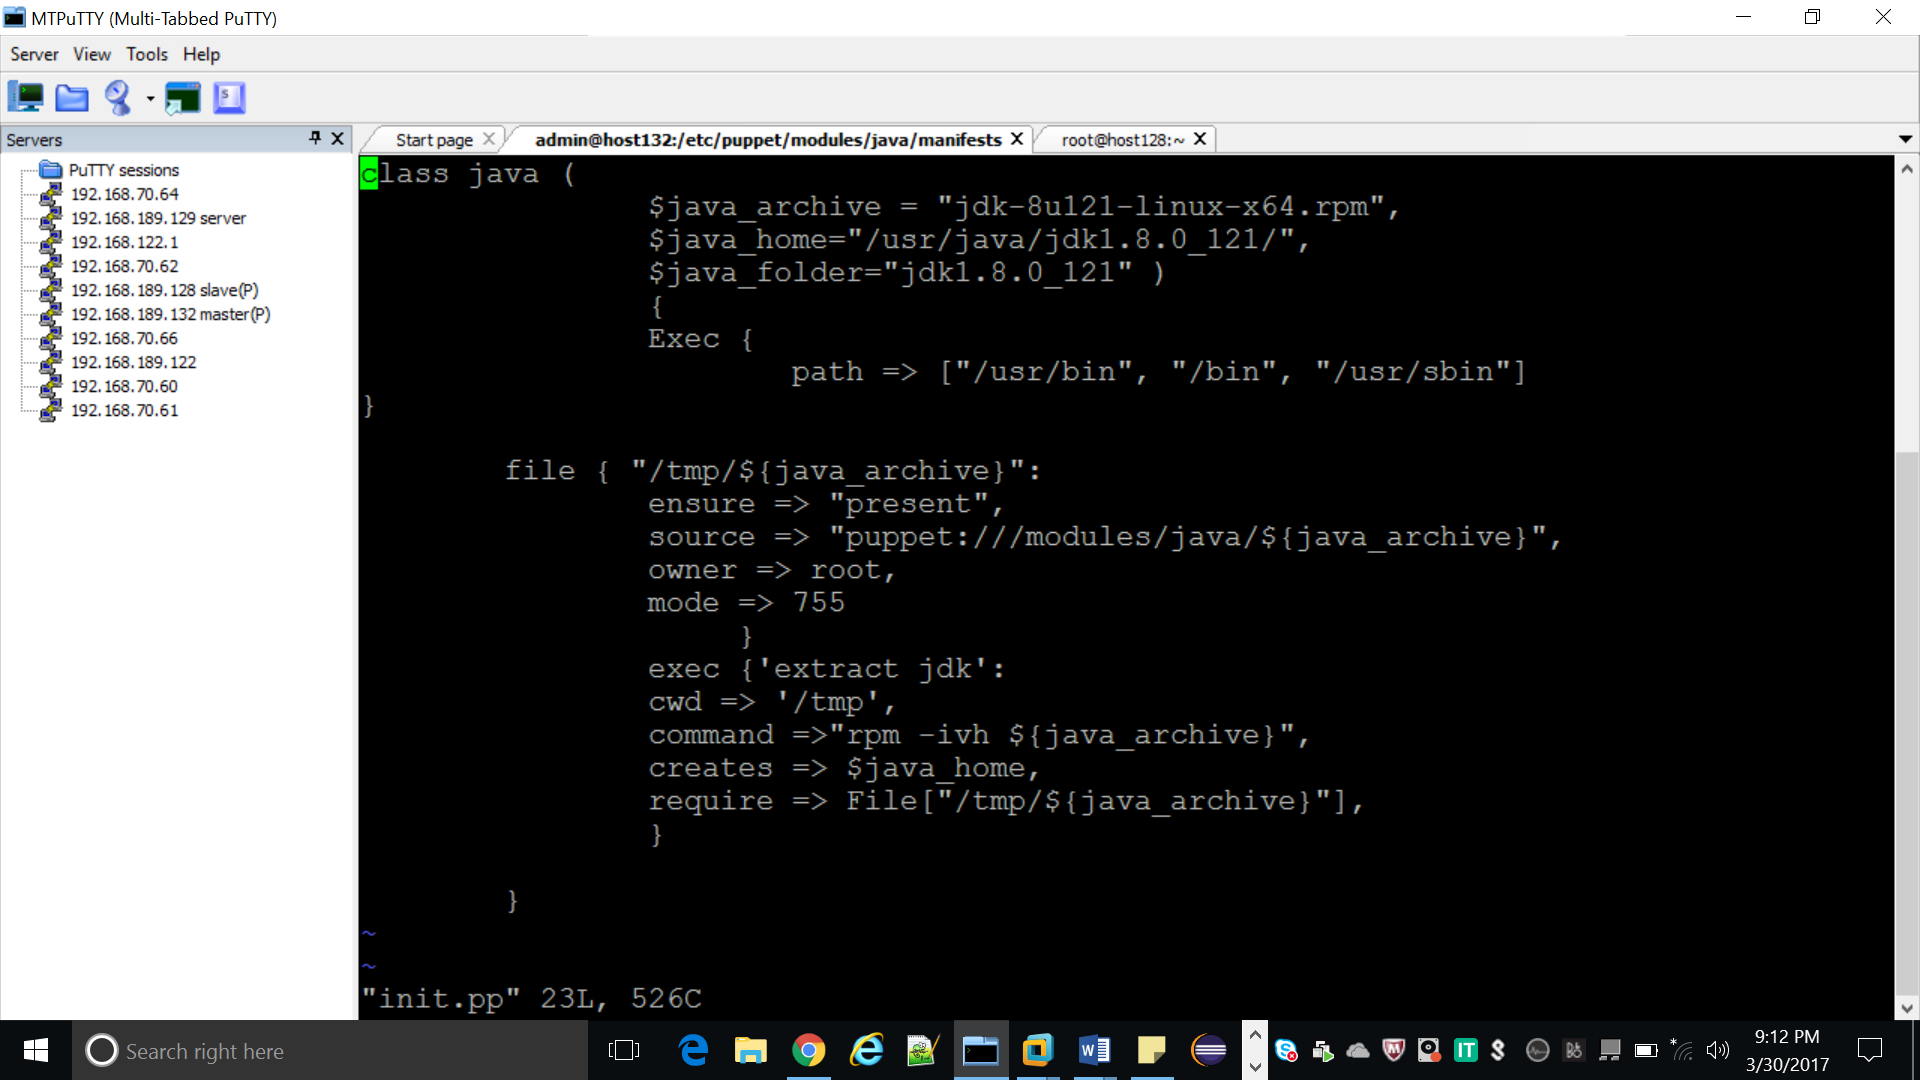 MTPuTTY (Multi-Tabbed PuTTY)
Server View Tools Help
Servers
PuTTY sessions
192.168.70.64
192.168.189.129 server
192.168.122.1
192.168.70.62
192.168.189.128 slave(P)
192.168.189.132 master(P)
192.168.70.66
192.168.189.122
192.168.70.60
192.168.70.61
Start page admin@host132:/etc/puppet/modules/java/manifests root@host128:~
class java (
$java_archive = "jdk-8u121-linux-x64.rpm",
$java_home="/usr/java/jdk1.8.0_121/",
$java_folder="jdk1.8.0_121" )
{
Exec {
path => ["/usr/bin", "/bin", "/usr/sbin"]
}
file { "/tmp/${java_archive}":
ensure => "present",
source => "puppet:///modules/java/${java_archive}",
owner => root,
mode => 755
}
exec {'extract jdk':
cwd => '/tmp',
command =>"rpm -ivh ${java_archive}",
creates => $java_home,
require => File["/tmp/${java_archive}"],
}
}
~
~
"init.pp" 23L, 526C
Search right here
9:12 PM
3/30/2017